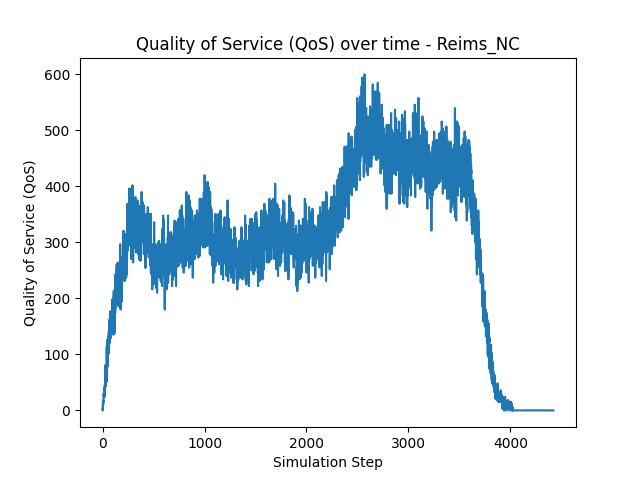 Quality of Service (QoS) over time - Reims_NC
600
500
400
300
200
100
0
Quality of Service (QoS)
0 1000 2000 3000 4000
Simulation Step